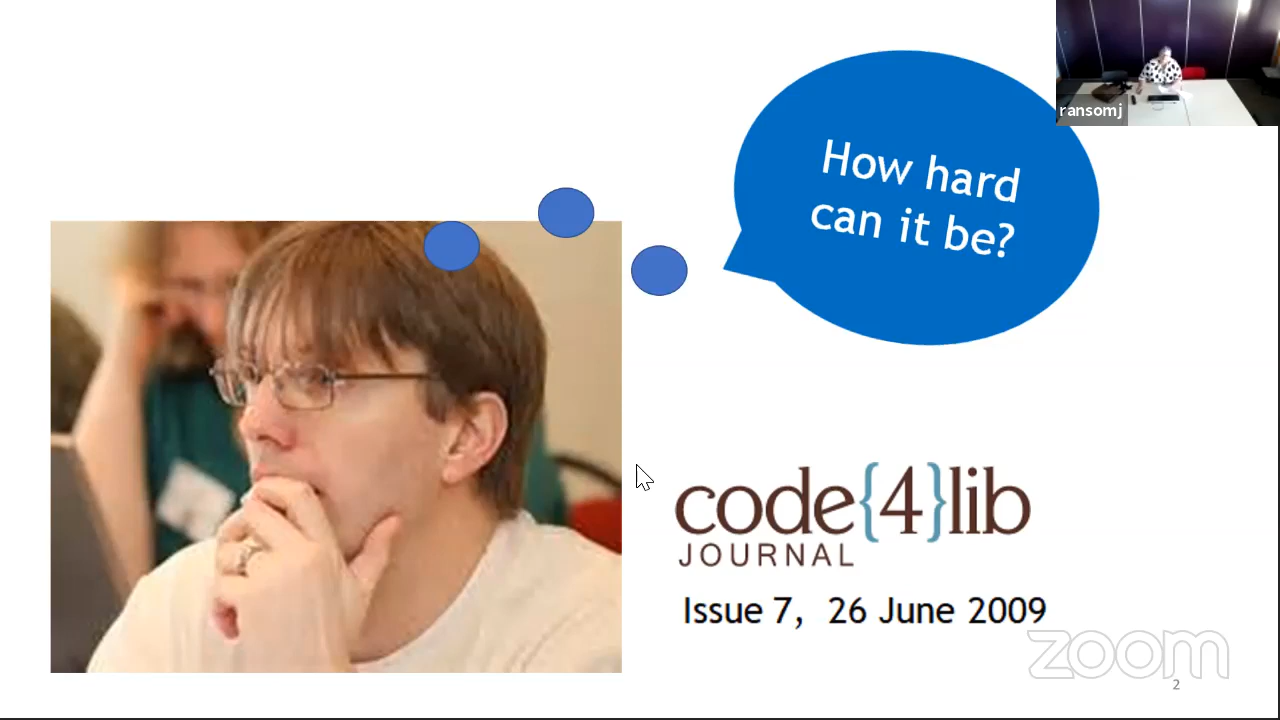 ransomj
How hard
can it be?
code{4}lib
JOURNAL
Issue 7, 26 June 2009
zoom
2